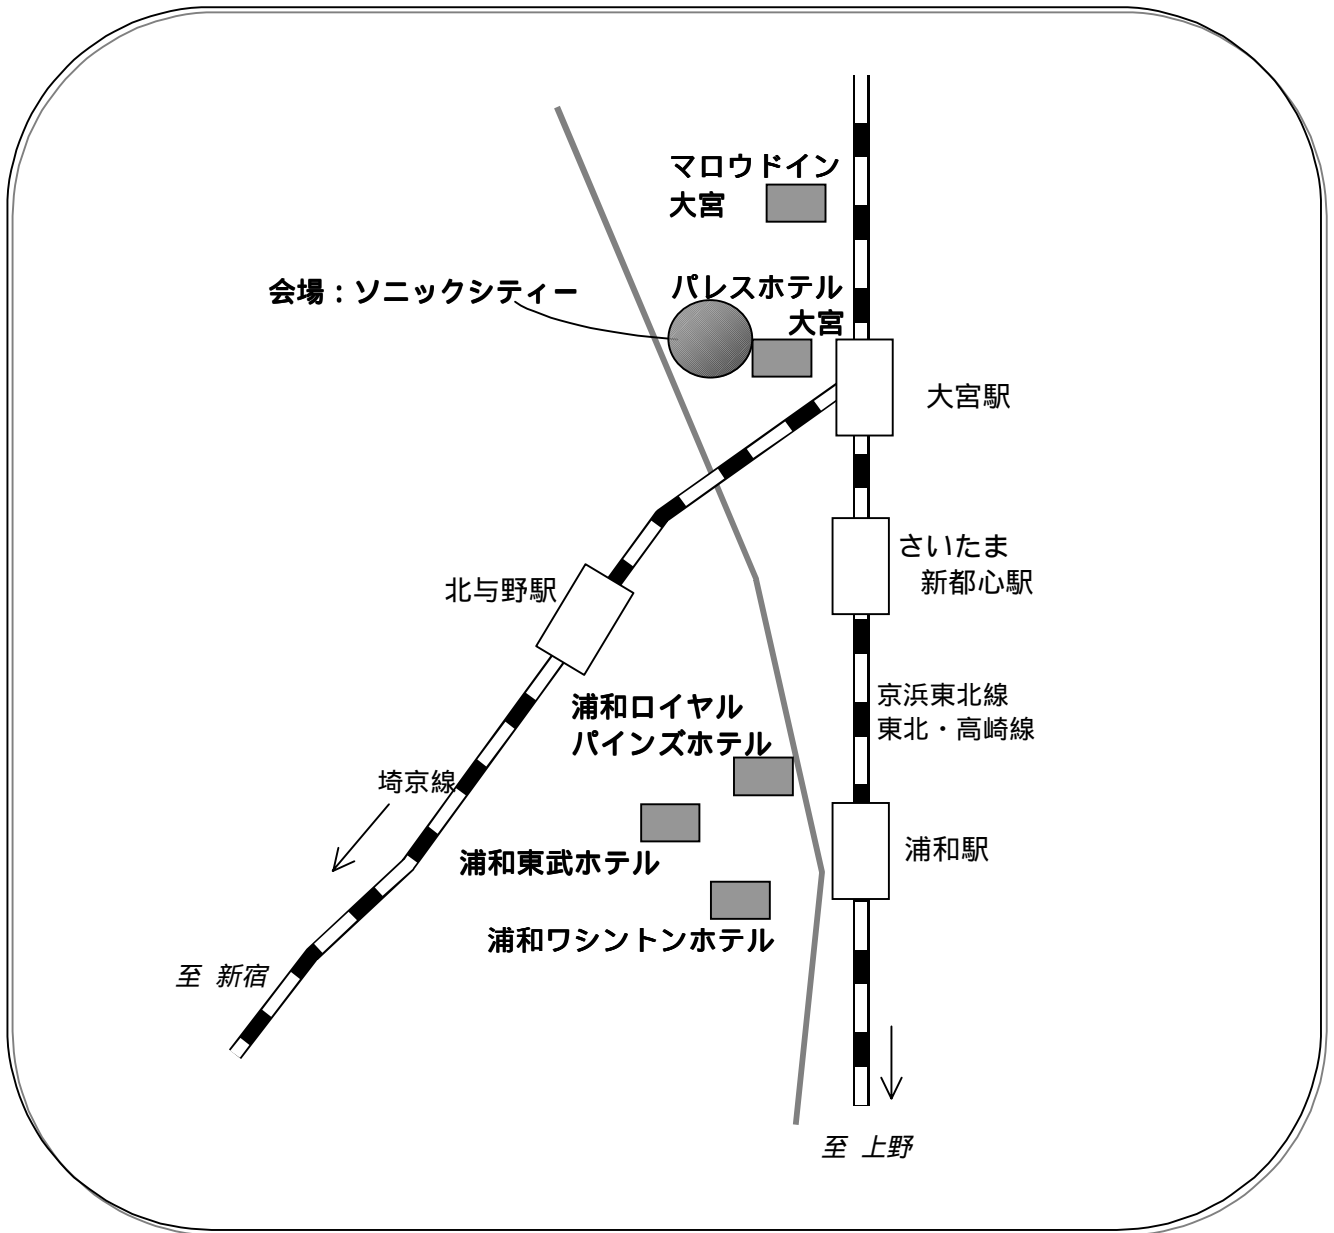 マロウドイン
大宮
会場：ソニックシティー
パレスホテル
大宮
大宮駅
さいたま
新都心駅
北与野駅
京浜東北線
東北・高崎線
浦和ロイヤル
パインズホテル
埼京線
浦和駅
浦和東武ホテル
浦和ワシントンホテル
至 新宿
至 上野